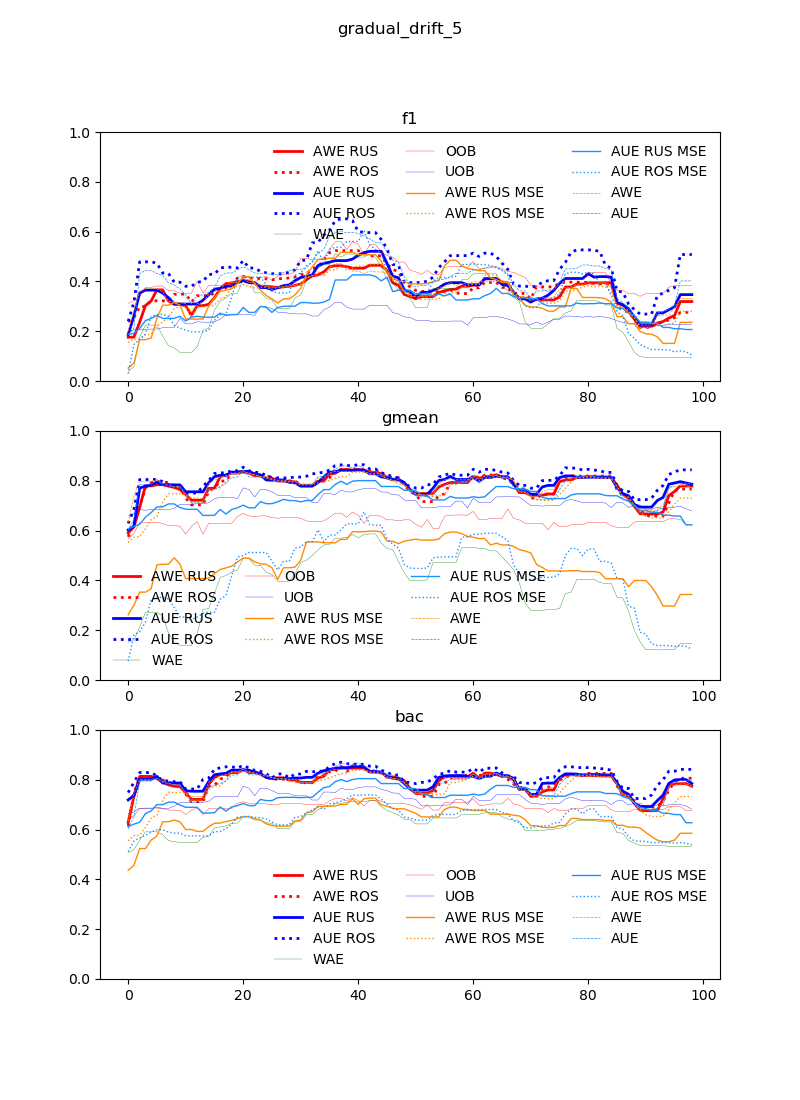 gradual_drift_5
f1
1.0
0.8
0.6
0.4
0.2
0.0
AWE RUS OOB AUE RUS MSE
AWE ROS UOB AUE ROS MSE
AUE RUS AWE RUS MSE AWE
AUE ROS AWE ROS MSE AUE
WAE
0 20 40 60 80 100
gmean
1.0
0.8
0.6
0.4
0.2
0.0
AWE RUS OOB AUE RUS MSE
AWE ROS UOB AUE ROS MSE
AUE RUS AWE RUS MSE AWE
AUE ROS AWE ROS MSE AUE
WAE
0 20 40 60 80 100
bac
1.0
0.8
0.6
0.4
0.2
0.0
AWE RUS OOB AUE RUS MSE
AWE ROS UOB AUE ROS MSE
AUE RUS AWE RUS MSE AWE
AUE ROS AWE ROS MSE AUE
WAE
0 20 40 60 80 100